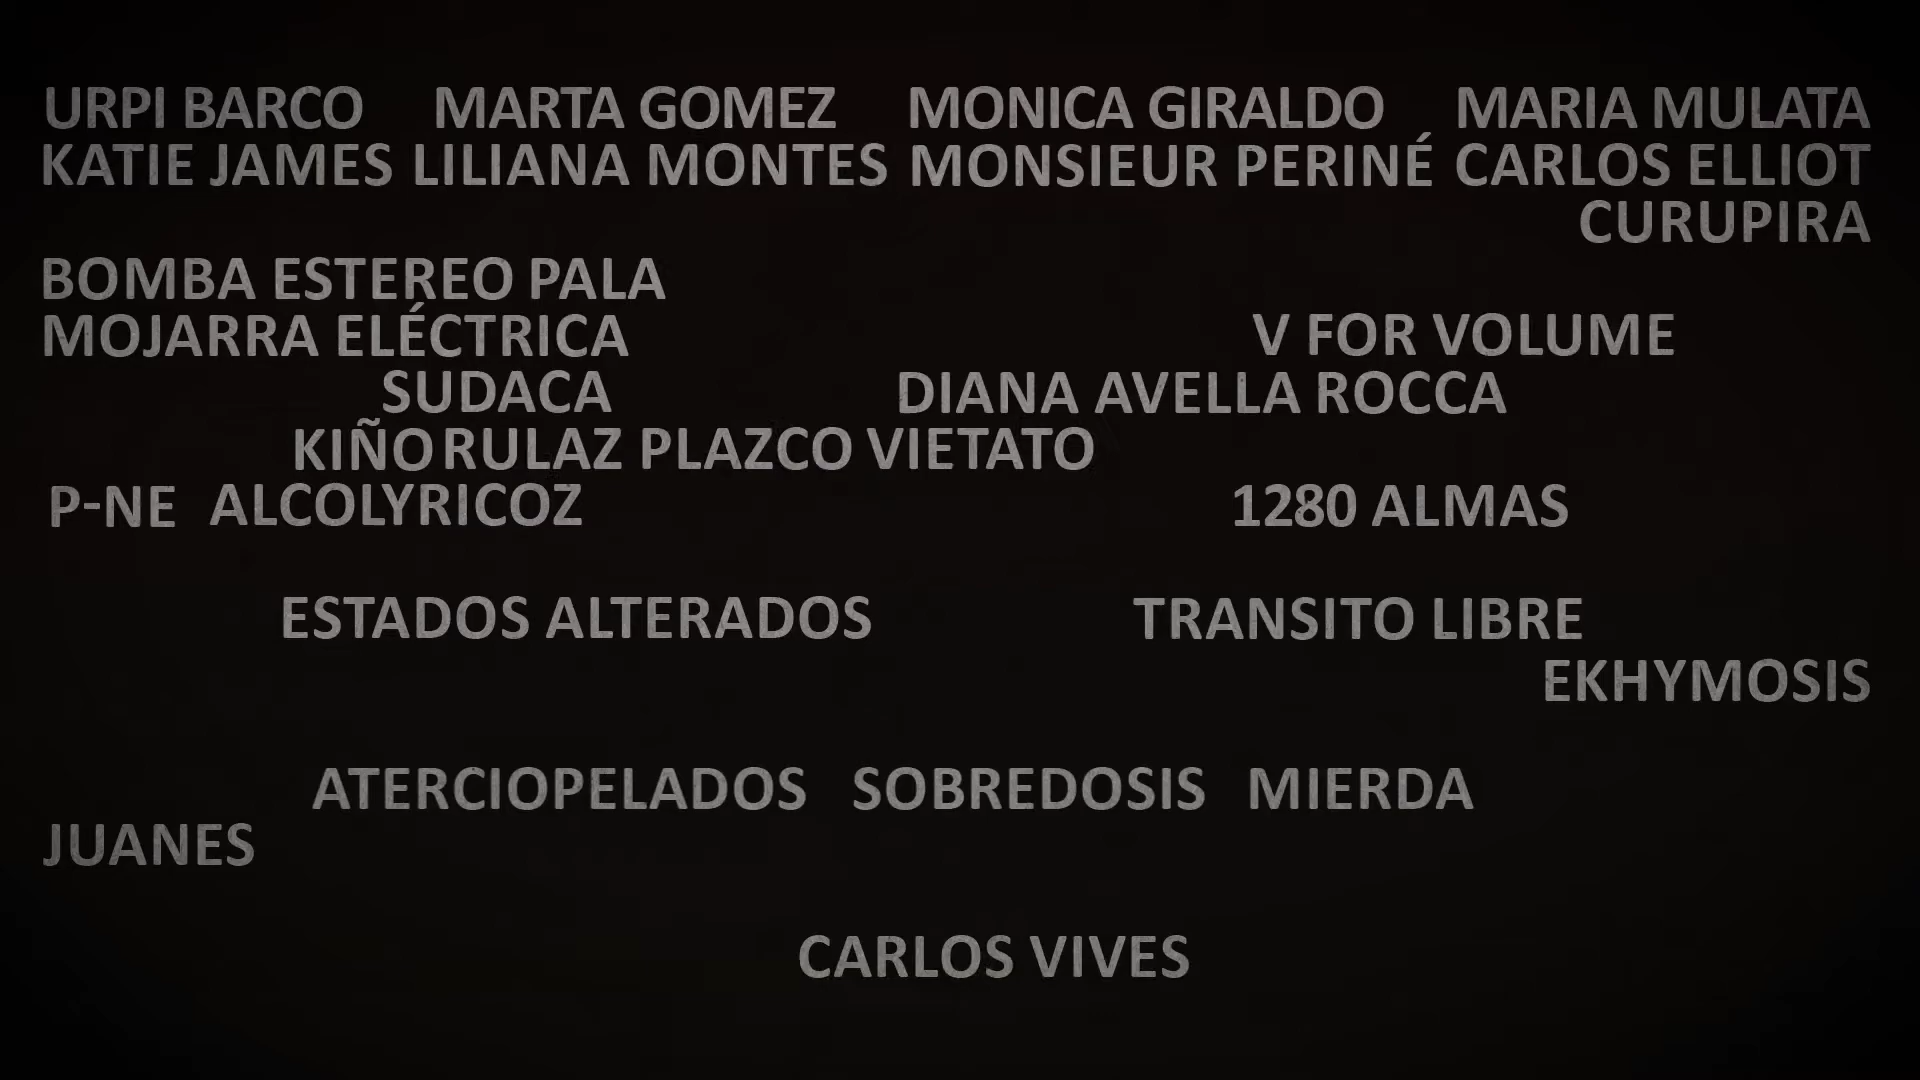 URPI BARCO MARTA GOMEZ MONICA GIRALDO MARIA MULATA
KATIE JAMES LILIANA MONTES MONSIEUR PERINÉ CARLOS ELLIOT
CURUPIRA
BOMBA ESTEREO PALA
MOJARRA ELÉCTRICA V FOR VOLUME
SUDACA DIANA AVELLA ROCCA
KIÑO RULAZ PLAZCO VIETATO
P-NE ALCOLYRICOZ 1280 ALMAS
ESTADOS ALTERADOS TRANSITO LIBRE
EKHYMOSIS
ATERCIOPELADOS SOBREDOSIS MIERDA
JUANES
CARLOS VIVES